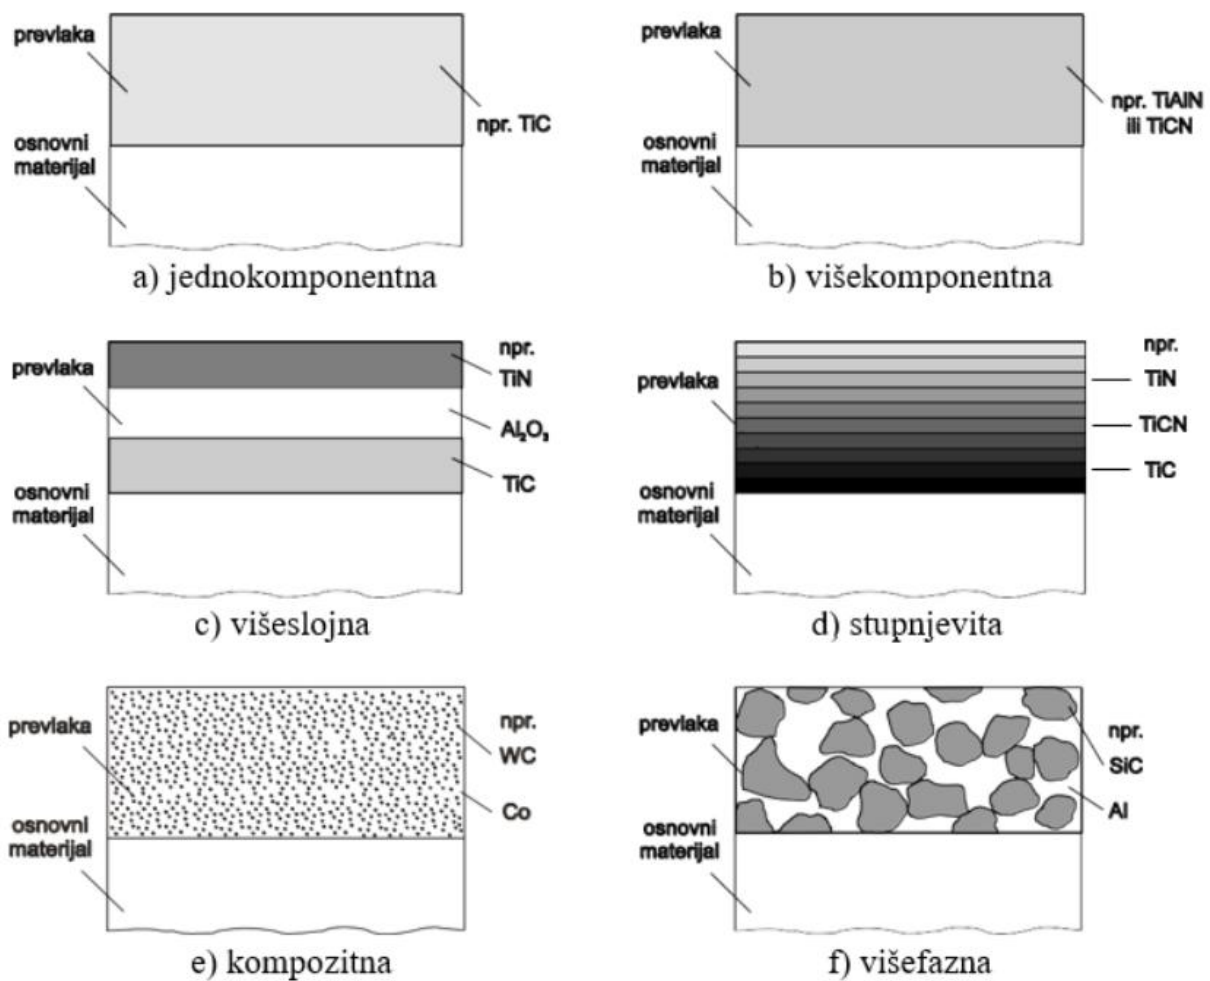 prevlaka
npr. TiC
osnovni
materijal
a) jednokomponentna
prevlaka
npr. TiAlN
ili TiCN
osnovni
materijal
b) višekomponentna
prevlaka
npr.
TiN
Al₂O₃
TiC
osnovni
materijal
c) višeslojna
prevlaka
npr.
TiN
TiCN
TiC
osnovni
materijal
d) stupnjevita
prevlaka
npr.
WC
Co
osnovni
materijal
e) kompozitna
prevlaka
npr.
SiC
Al
osnovni
materijal
f) višefazna